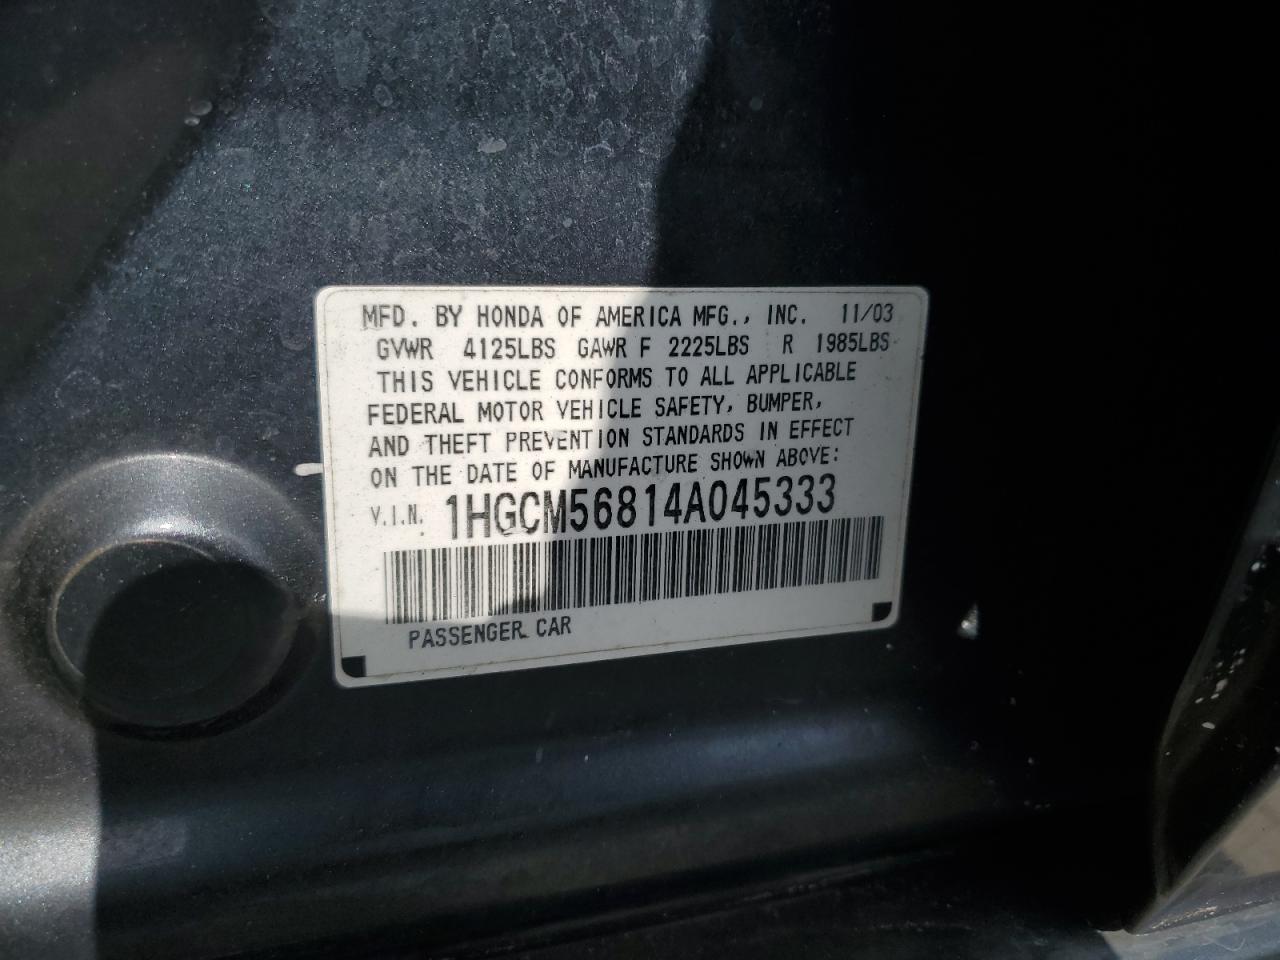 MFD. BY HONDA OF AMERICA MFG., INC. 11/03
GVWR 4125LBS GAWR F 2225LBS R 1985LBS
THIS VEHICLE CONFORMS TO ALL APPLICABLE
FEDERAL MOTOR VEHICLE SAFETY, BUMPER,
AND THEFT PREVENTION STANDARDS IN EFFECT
ON THE DATE OF MANUFACTURE SHOWN ABOVE:
V.I.N. 1HGCM56814A045333
PASSENGER CAR